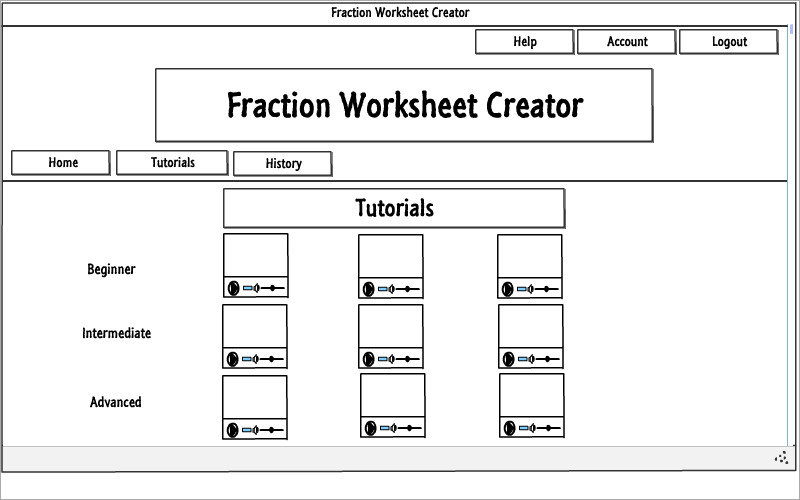 Fraction Worksheet Creator
Help Account Logout
Fraction Worksheet Creator
Home Tutorials History
Tutorials
Beginner
Intermediate
Advanced